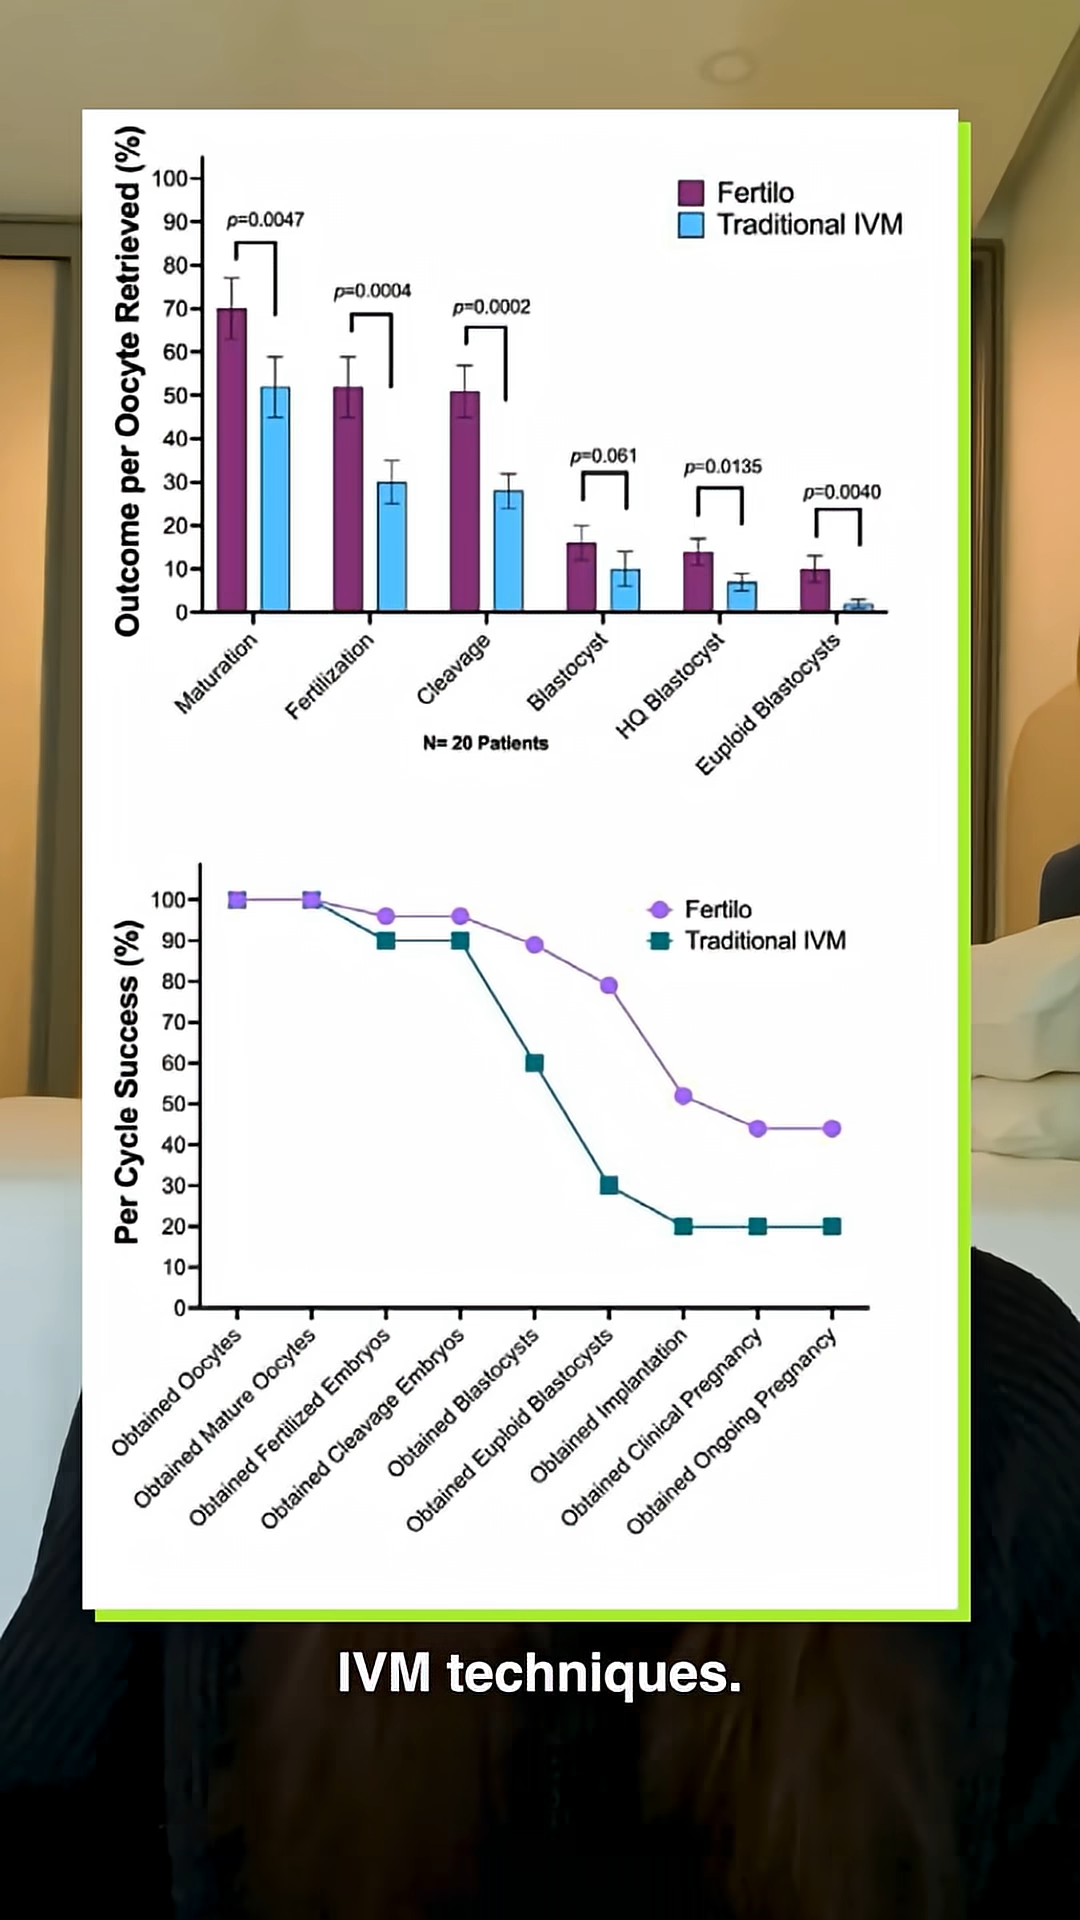 Outcome per Oocyte Retrieved (%)
100
90
80
70
60
50
40
30
20
10
0
p=0.0047
p=0.0004
p=0.0002
p=0.061
p=0.0135
p=0.0040
Fertilo
Traditional IVM
Maturation
Fertilization
Cleavage
Blastocyst
HQ Blastocyst
Euploid Blastocysts
N= 20 Patients
Per Cycle Success (%)
100
90
80
70
60
50
40
30
20
10
0
Fertilo
Traditional IVM
Obtained Oocytes
Obtained Mature Oocytes
Obtained Fertilized Embryos
Obtained Cleavage Embryos
Obtained Blastocysts
Obtained Euploid Blastocysts
Obtained Implantation
Obtained Clinical Pregnancy
Obtained Ongoing Pregnancy
IVM techniques.